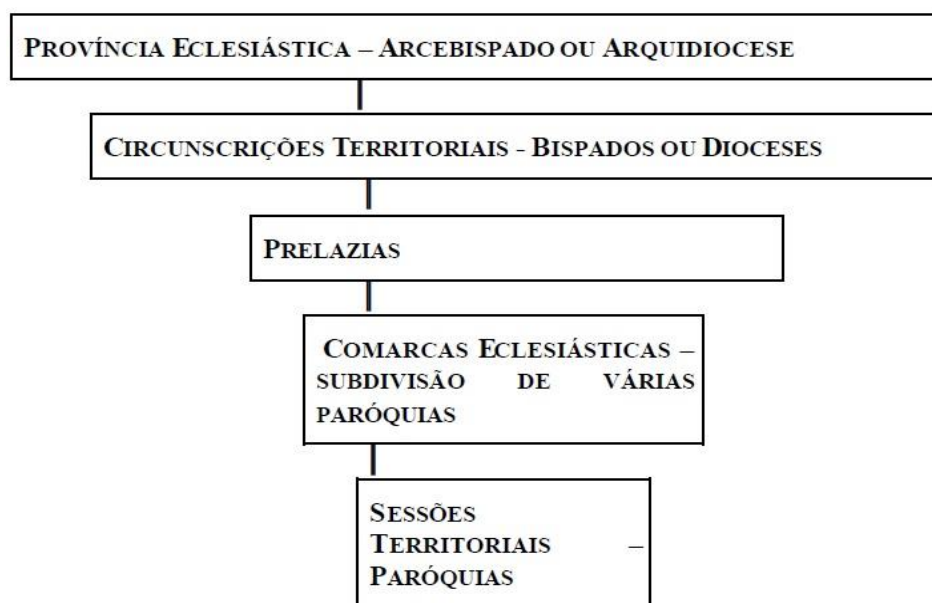 PROVÍNCIA ECLESIÁSTICA – ARCEBISPADO OU ARQUIDIOCESE
CIRCUNSCRIÇÕES TERRITORIAIS - BISPADOS OU DIOCESES
PRELAZIAS
COMARCAS ECLESIÁSTICAS –
SUBDIVISÃO DE VÁRIAS
PARÓQUIAS
SESSÕES
TERRITORIAIS –
PARÓQUIAS